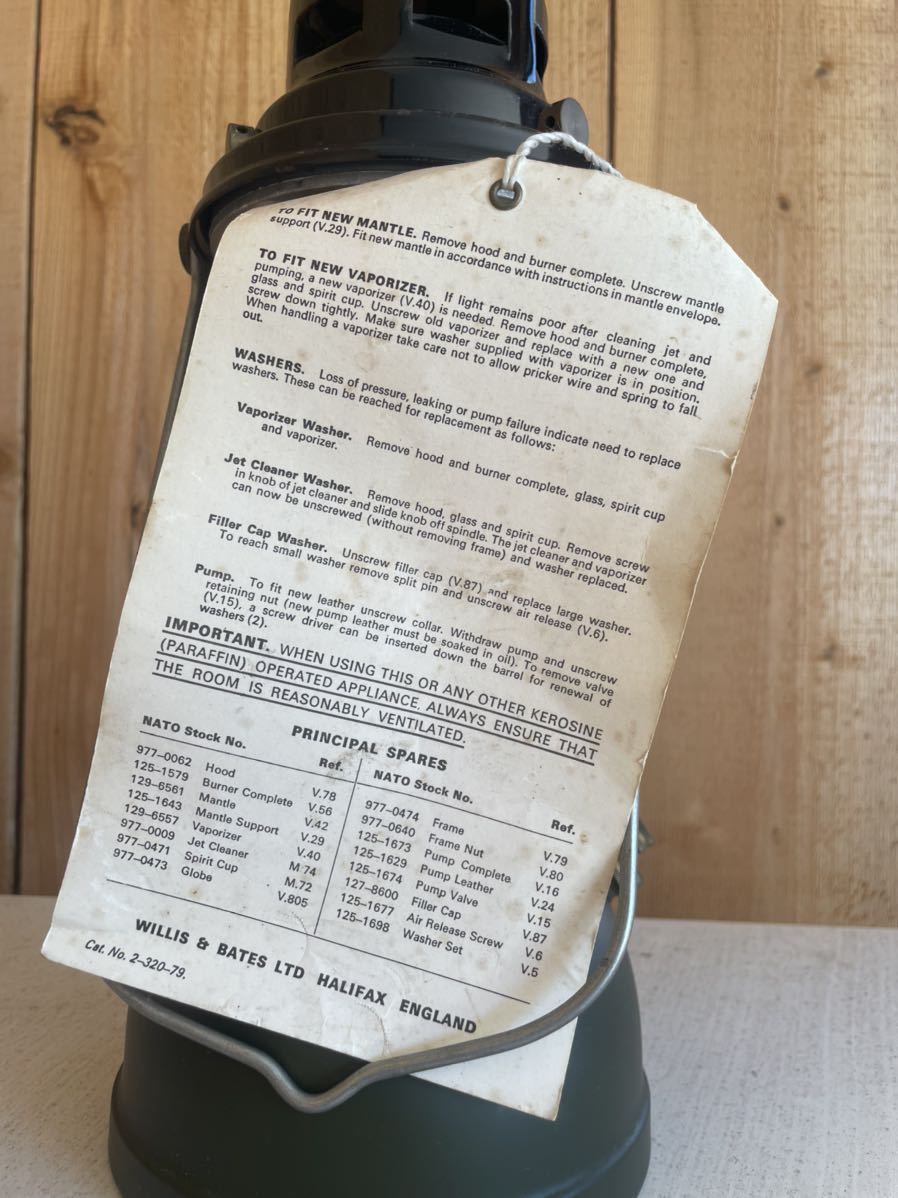 TO FIT NEW MANTLE. Remove hood and burner complete. Unscrew mantle
support (V.29). Fit new mantle in accordance with instructions in mantle envelope.
TO FIT NEW VAPORIZER. If light remains poor after cleaning jet and
pumping, a new vaporizer (V.40) is needed. Remove hood and burner complete,
glass and spirit cup. Unscrew old vaporizer and replace with a new one and
screw down tightly. Make sure washer supplied with vaporizer is in position.
When handling a vaporizer take care not to allow pricker wire and spring to fall
out.
WASHERS. Loss of pressure, leaking or pump failure indicate need to replace
washers. These can be reached for replacement as follows:
Vaporizer Washer. Remove hood and burner complete, glass, spirit cup
and vaporizer.
Jet Cleaner Washer. Remove hood, glass and spirit cup. Remove screw
in knob of jet cleaner and slide knob off spindle. The jet cleaner and vaporizer
can now be unscrewed (without removing frame) and washer replaced.
Filler Cap Washer. Unscrew filler cap (V.87) and replace large washer.
To reach small washer remove split pin and unscrew air release (V.6).
Pump. To fit new leather unscrew collar. Withdraw pump and unscrew
retaining nut (new pump leather must be soaked in oil). To remove valve
(V.15), a screw driver can be inserted down the barrel for renewal of
washers (2).
IMPORTANT. WHEN USING THIS OR ANY OTHER KEROSINE
(PARAFFIN) OPERATED APPLIANCE, ALWAYS ENSURE THAT
THE ROOM IS REASONABLY VENTILATED.
PRINCIPAL SPARES
NATO Stock No. Ref.
977–0062 Hood V.78
125–1579 Burner Complete V.56
129–6561 Mantle V.42
125–1643 Mantle Support V.29
129–6557 Vaporizer V.40
977–0009 Jet Cleaner M 74
977–0471 Spirit Cup M.72
977–0473 Globe V.805
NATO Stock No. Ref.
977–0474 Frame V.79
977–0640 Frame Nut V.80
125–1673 Pump Complete V.16
125–1629 Pump Leather V.24
125–1674 Pump Valve V.15
127–8600 Filler Cap V.87
125–1677 Air Release Screw V.6
125–1698 Washer Set V.5
WILLIS & BATES LTD HALIFAX ENGLAND
Cat. No. 2–320–79.